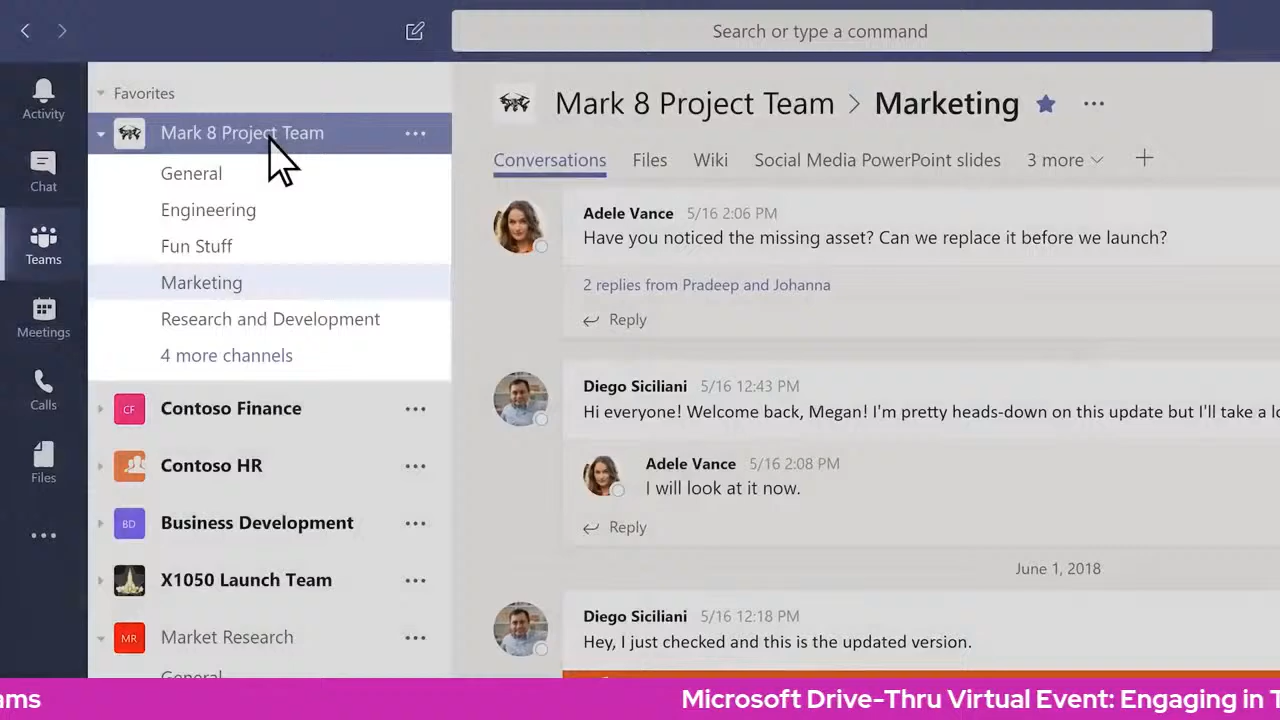 Search or type a command
Activity
Chat
Teams
Meetings
Calls
Files
Favorites
Mark 8 Project Team
General
Engineering
Fun Stuff
Marketing
Research and Development
4 more channels
CF Contoso Finance
Contoso HR
BD Business Development
X1050 Launch Team
MR Market Research
General
Mark 8 Project Team > Marketing
Conversations Files Wiki Social Media PowerPoint slides 3 more
Adele Vance 5/16 2:06 PM
Have you noticed the missing asset? Can we replace it before we launch?
2 replies from Pradeep and Johanna
Reply
Diego Siciliani 5/16 12:43 PM
Hi everyone! Welcome back, Megan! I'm pretty heads-down on this update but I'll take a
Adele Vance 5/16 2:08 PM
I will look at it now.
Reply
June 1, 2018
Diego Siciliani 5/16 12:18 PM
Hey, I just checked and this is the updated version.
ams Microsoft Drive-Thru Virtual Event: Engaging in T